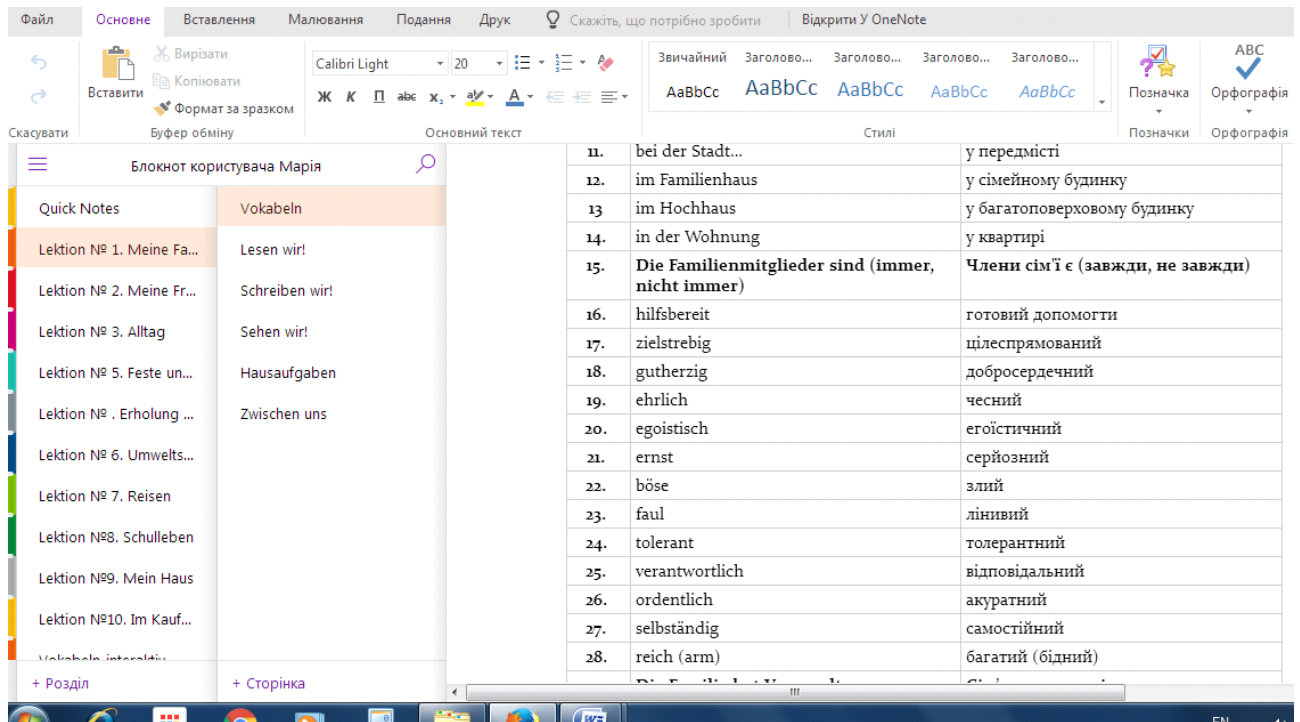 Файл Основне Вставлення Малювання Подання Друк Скажіть, що потрібно зробити Відкрити У OneNote
Вставити
Вирізати
Копіювати
Формат за зразком
Calibri Light 20
Ж К П abc x₂ A
Звичайний Заголово... Заголово... Заголово... Заголово...
AaBbCc AaBbCc AaBbCc AaBbCc AaBbCc
Позначка
ABC
Орфографія
Скасувати Буфер обміну Основний текст Стилі Позначки Орфографія
Блокнот користувача Марія
Quick Notes
Lektion № 1. Meine Fa...
Lektion № 2. Meine Fr...
Lektion № 3. Alltag
Lektion № 5. Feste un...
Lektion № . Erholung ...
Lektion № 6. Umwelts...
Lektion № 7. Reisen
Lektion №8. Schulleben
Lektion №9. Mein Haus
Lektion №10. Im Kauf...
Vokabeln interaktiv
+ Розділ
Vokabeln
Lesen wir!
Schreiben wir!
Sehen wir!
Hausaufgaben
Zwischen uns
+ Сторінка
11. bei der Stadt... у передмісті
12. im Familienhaus у сімейному будинку
13 im Hochhaus у багатоповерховому будинку
14. in der Wohnung у квартирі
15. Die Familienmitglieder sind (immer, Члени сім'ї є (завжди, не завжди)
nicht immer)
16. hilfsbereit готовий допомогти
17. zielstrebig цілеспрямований
18. gutherzig добросердечний
19. ehrlich чесний
20. egoistisch егоїстичний
21. ernst серйозний
22. böse злий
23. faul лінивий
24. tolerant толерантний
25. verantwortlich відповідальний
26. ordentlich акуратний
27. selbständig самостійний
28. reich (arm) багатий (бідний)
EN